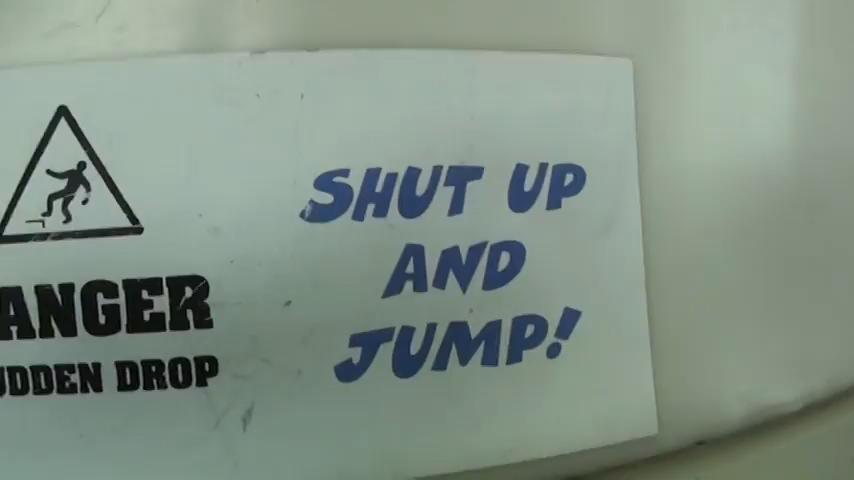 ANGER
UDDEN DROP
SHUT UP
AND
JUMP!